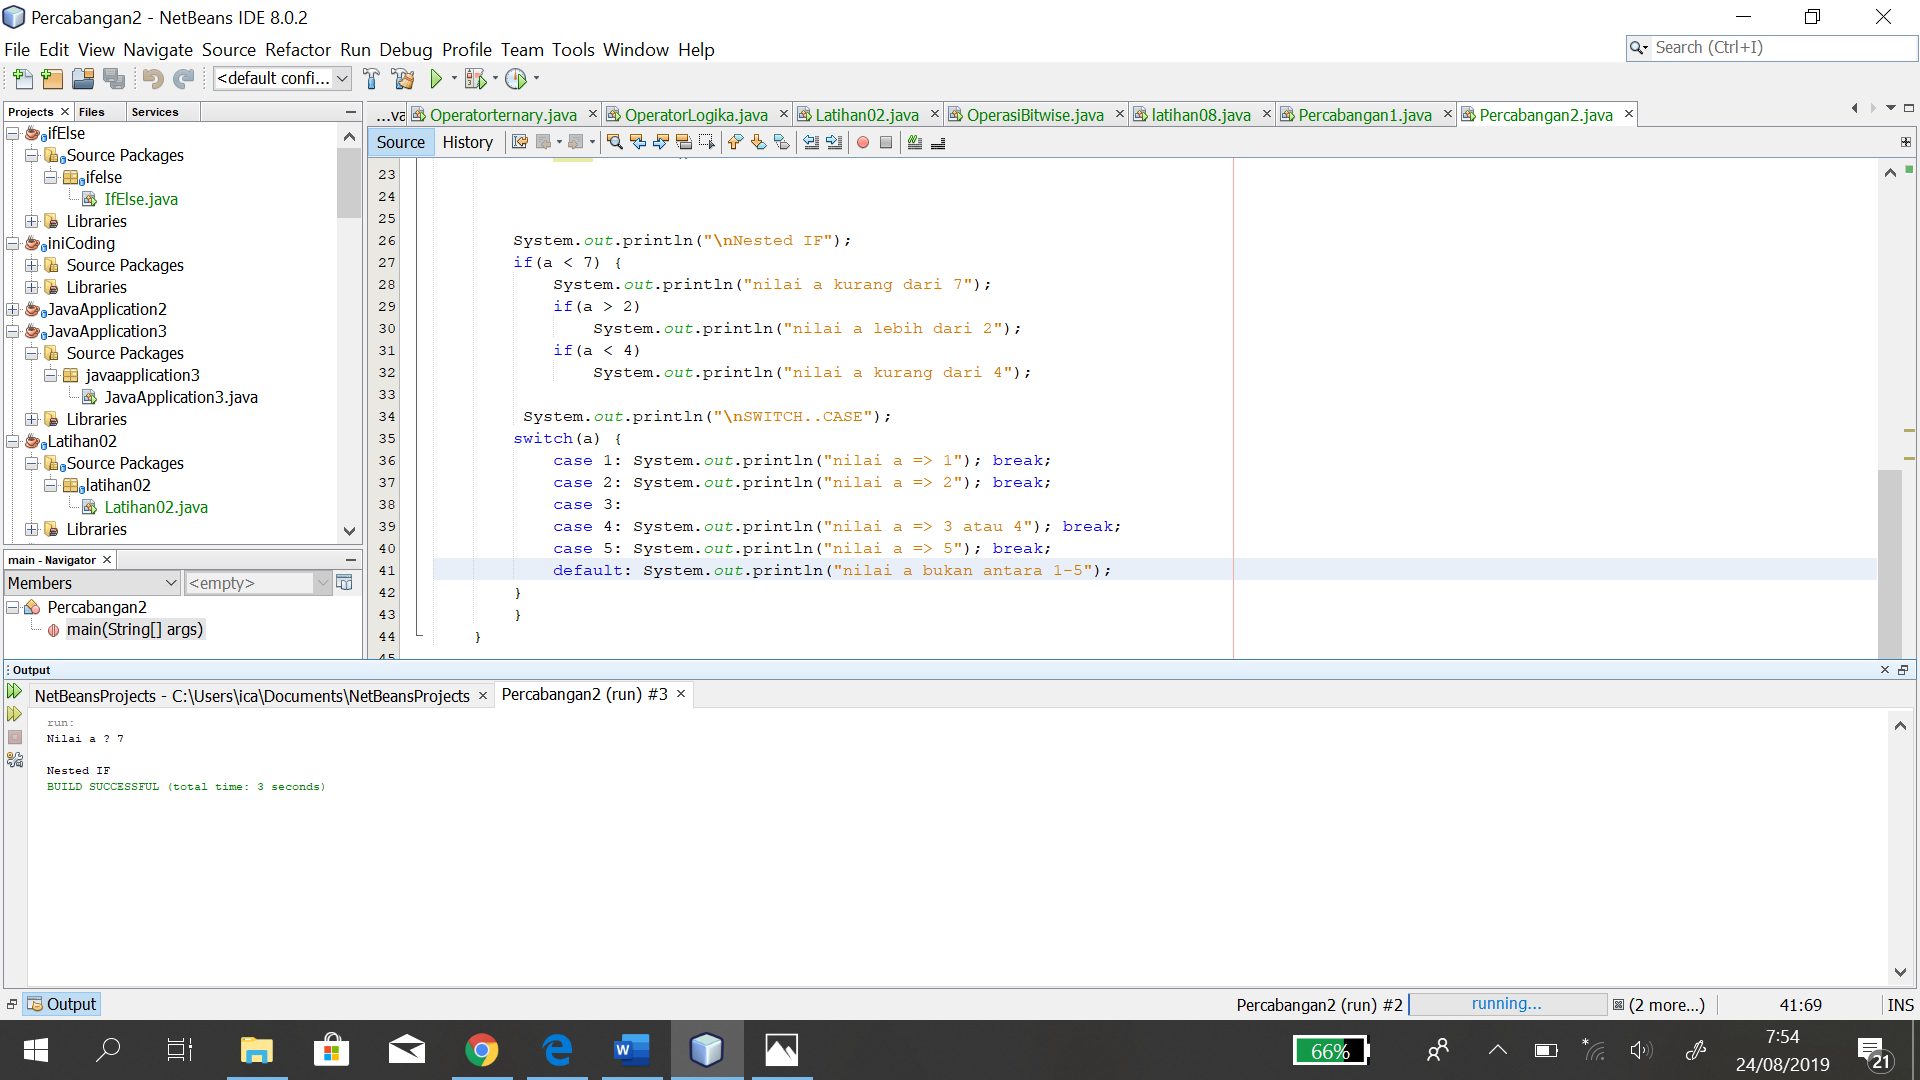 Percabangan2 - NetBeans IDE 8.0.2
File Edit View Navigate Source Refactor Run Debug Profile Team Tools Window Help
Search (Ctrl+I)
<default confi...
Projects Files Services
...va Operatorternary.java OperatorLogika.java Latihan02.java OperasiBitwise.java latihan08.java Percabangan1.java Percabangan2.java
Source History
ifElse
Source Packages
ifelse
IfElse.java
Libraries
iniCoding
Source Packages
Libraries
JavaApplication2
JavaApplication3
Source Packages
javaapplication3
JavaApplication3.java
Libraries
Latihan02
Source Packages
latihan02
Latihan02.java
Libraries
main - Navigator
Members <empty>
Percabangan2
main(String[] args)
23
24
25
26 System.out.println("\nNested IF");
27 if(a < 7) {
28 System.out.println("nilai a kurang dari 7");
29 if(a > 2)
30 System.out.println("nilai a lebih dari 2");
31 if(a < 4)
32 System.out.println("nilai a kurang dari 4");
33
34 System.out.println("\nSWITCH..CASE");
35 switch(a) {
36 case 1: System.out.println("nilai a => 1"); break;
37 case 2: System.out.println("nilai a => 2"); break;
38 case 3:
39 case 4: System.out.println("nilai a => 3 atau 4"); break;
40 case 5: System.out.println("nilai a => 5"); break;
41 default: System.out.println("nilai a bukan antara 1-5");
42 }
43 }
44 }
45
Output
NetBeansProjects - C:\Users\ica\Documents\NetBeansProjects Percabangan2 (run) #3
run:
Nilai a ? 7
Nested IF
BUILD SUCCESSFUL (total time: 3 seconds)
Output
Percabangan2 (run) #2 running... (2 more...) 41:69 INS
66%
7:54
24/08/2019
21